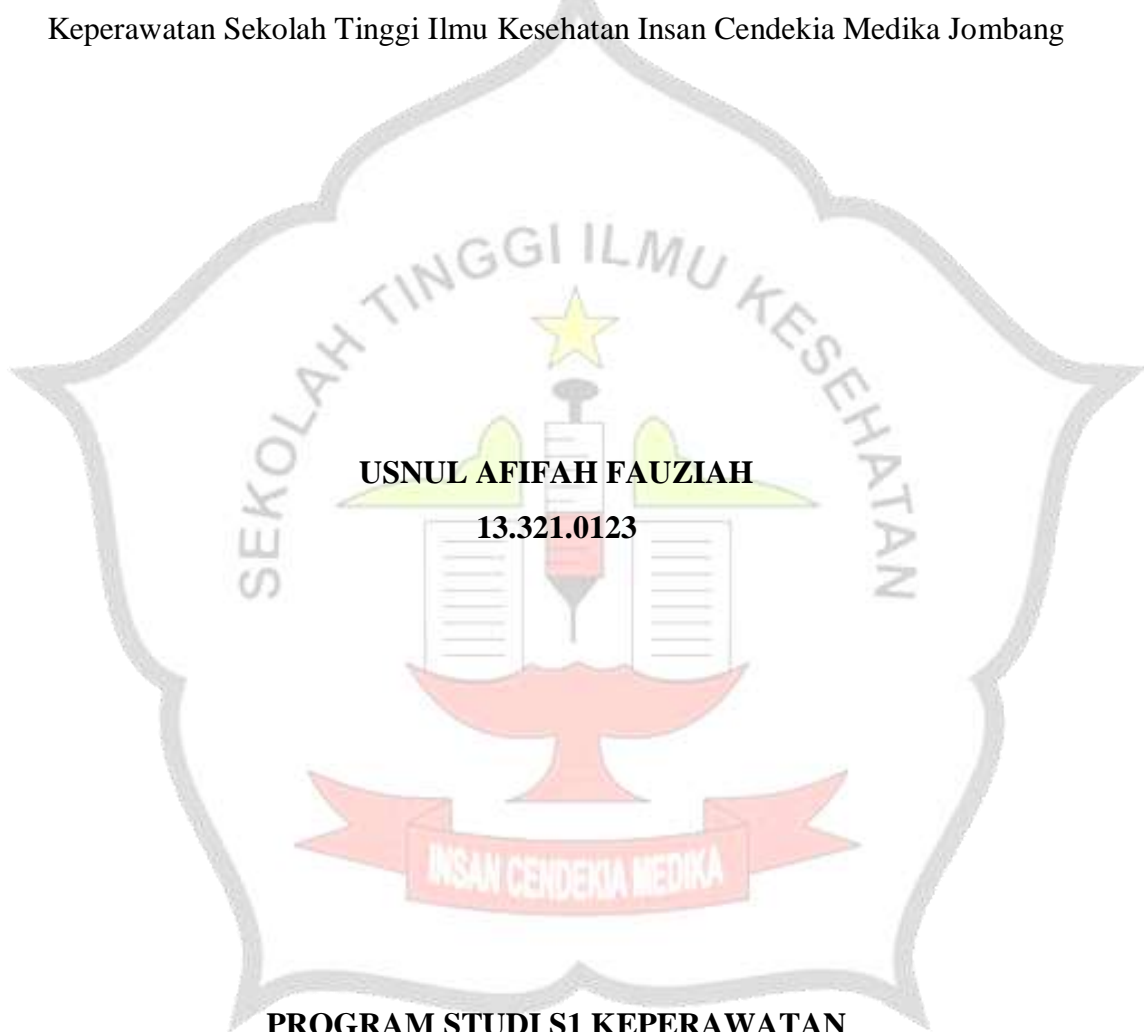 Keperawatan Sekolah Tinggi Ilmu Kesehatan Insan Cendekia Medika Jombang
SEKOLAH TINGGI ILMU KESEHATAN
USNUL AFIFAH FAUZIAH
13.321.0123
INSAN CENDEKIA MEDIKA
PROGRAM STUDI S1 KEPERAWATAN